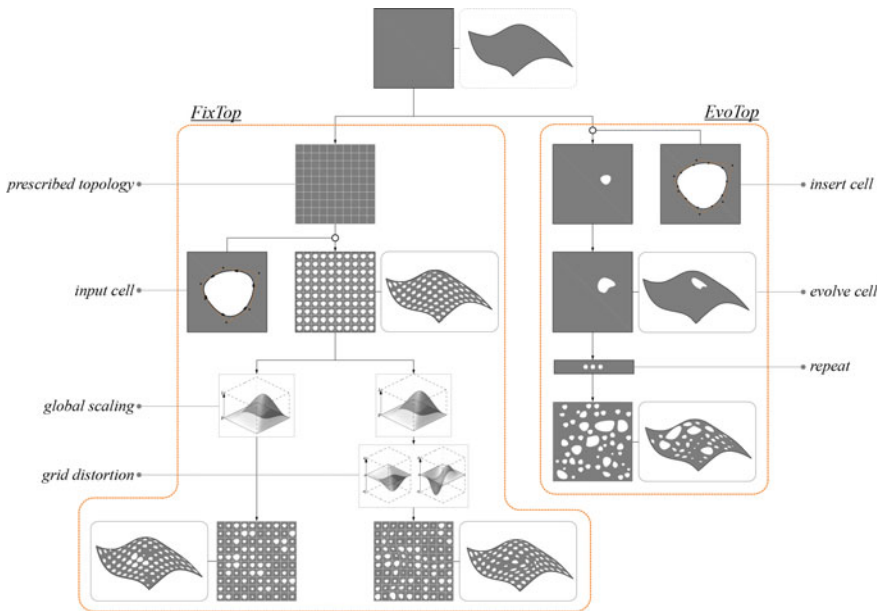 FixTop
EvoTop
prescribed topology
insert cell
input cell
evolve cell
repeat
global scaling
grid distortion